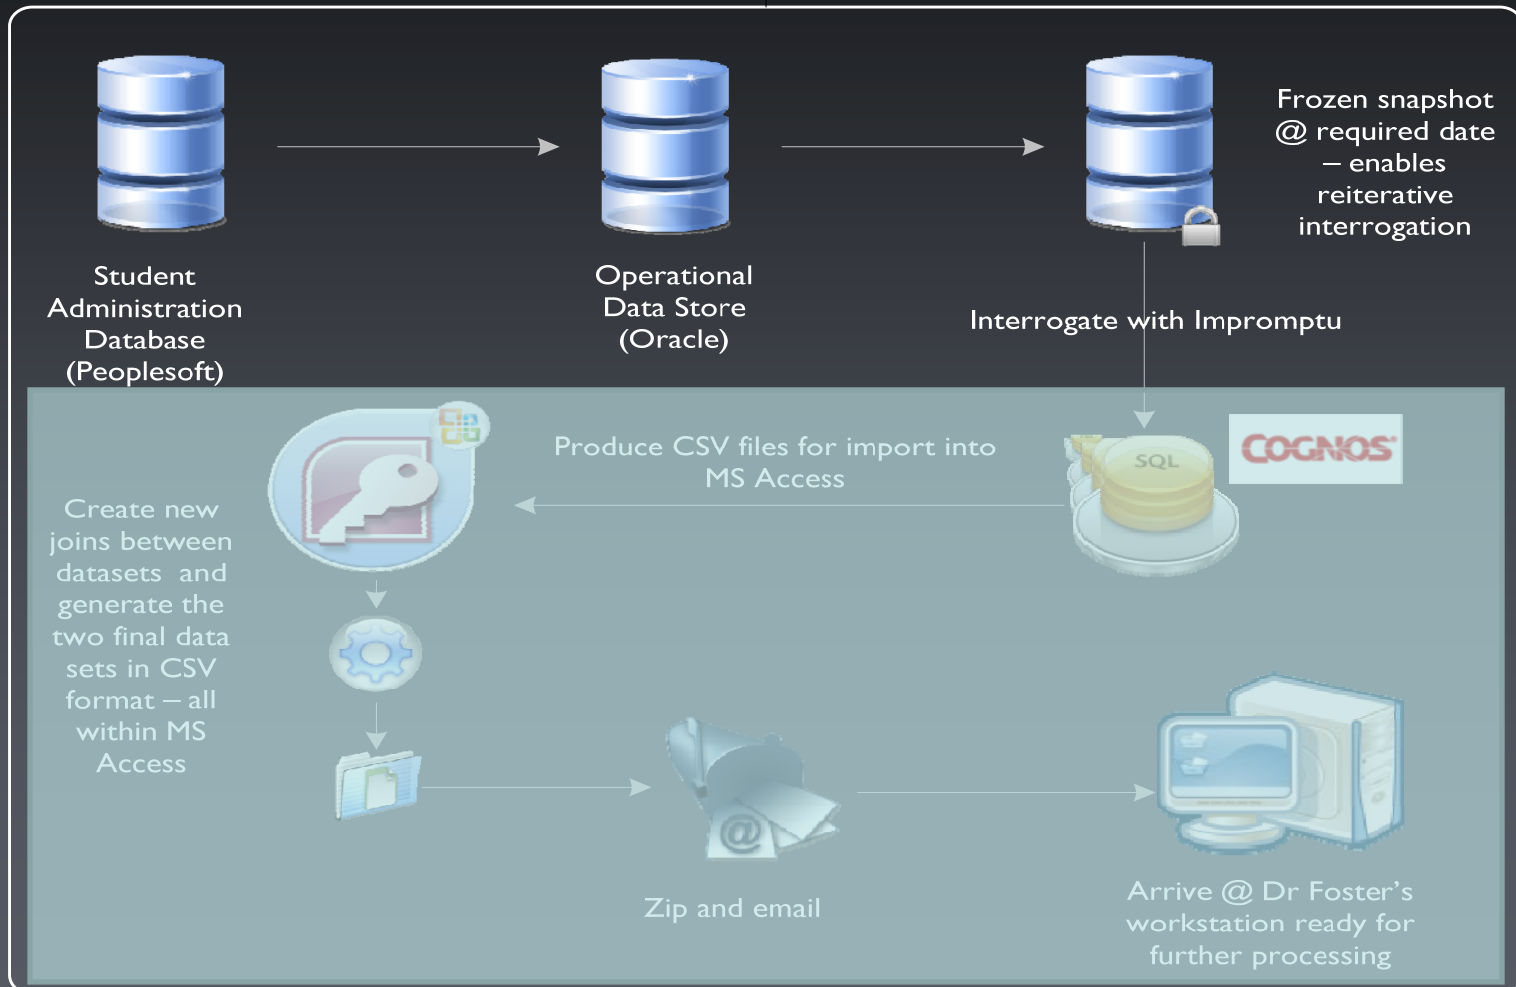 Student
Administration
Database
(Peoplesoft)
Operational
Data Store
(Oracle)
Frozen snapshot
@ required date
– enables
reiterative
interrogation
Interrogate with Impromptu
SQL
COGNOS®
Produce CSV files for import into
MS Access
Create new
joins between
datasets and
generate the
two final data
sets in CSV
format – all
within MS
Access
@
Zip and email
Arrive @ Dr Foster's
workstation ready for
further processing